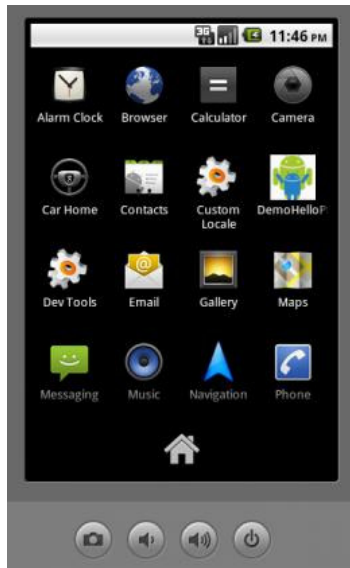 3G 11:46 PM
Alarm Clock Browser Calculator Camera
Car Home Contacts Custom Locale DemoHelloP
Dev Tools Email Gallery Maps
Messaging Music Navigation Phone